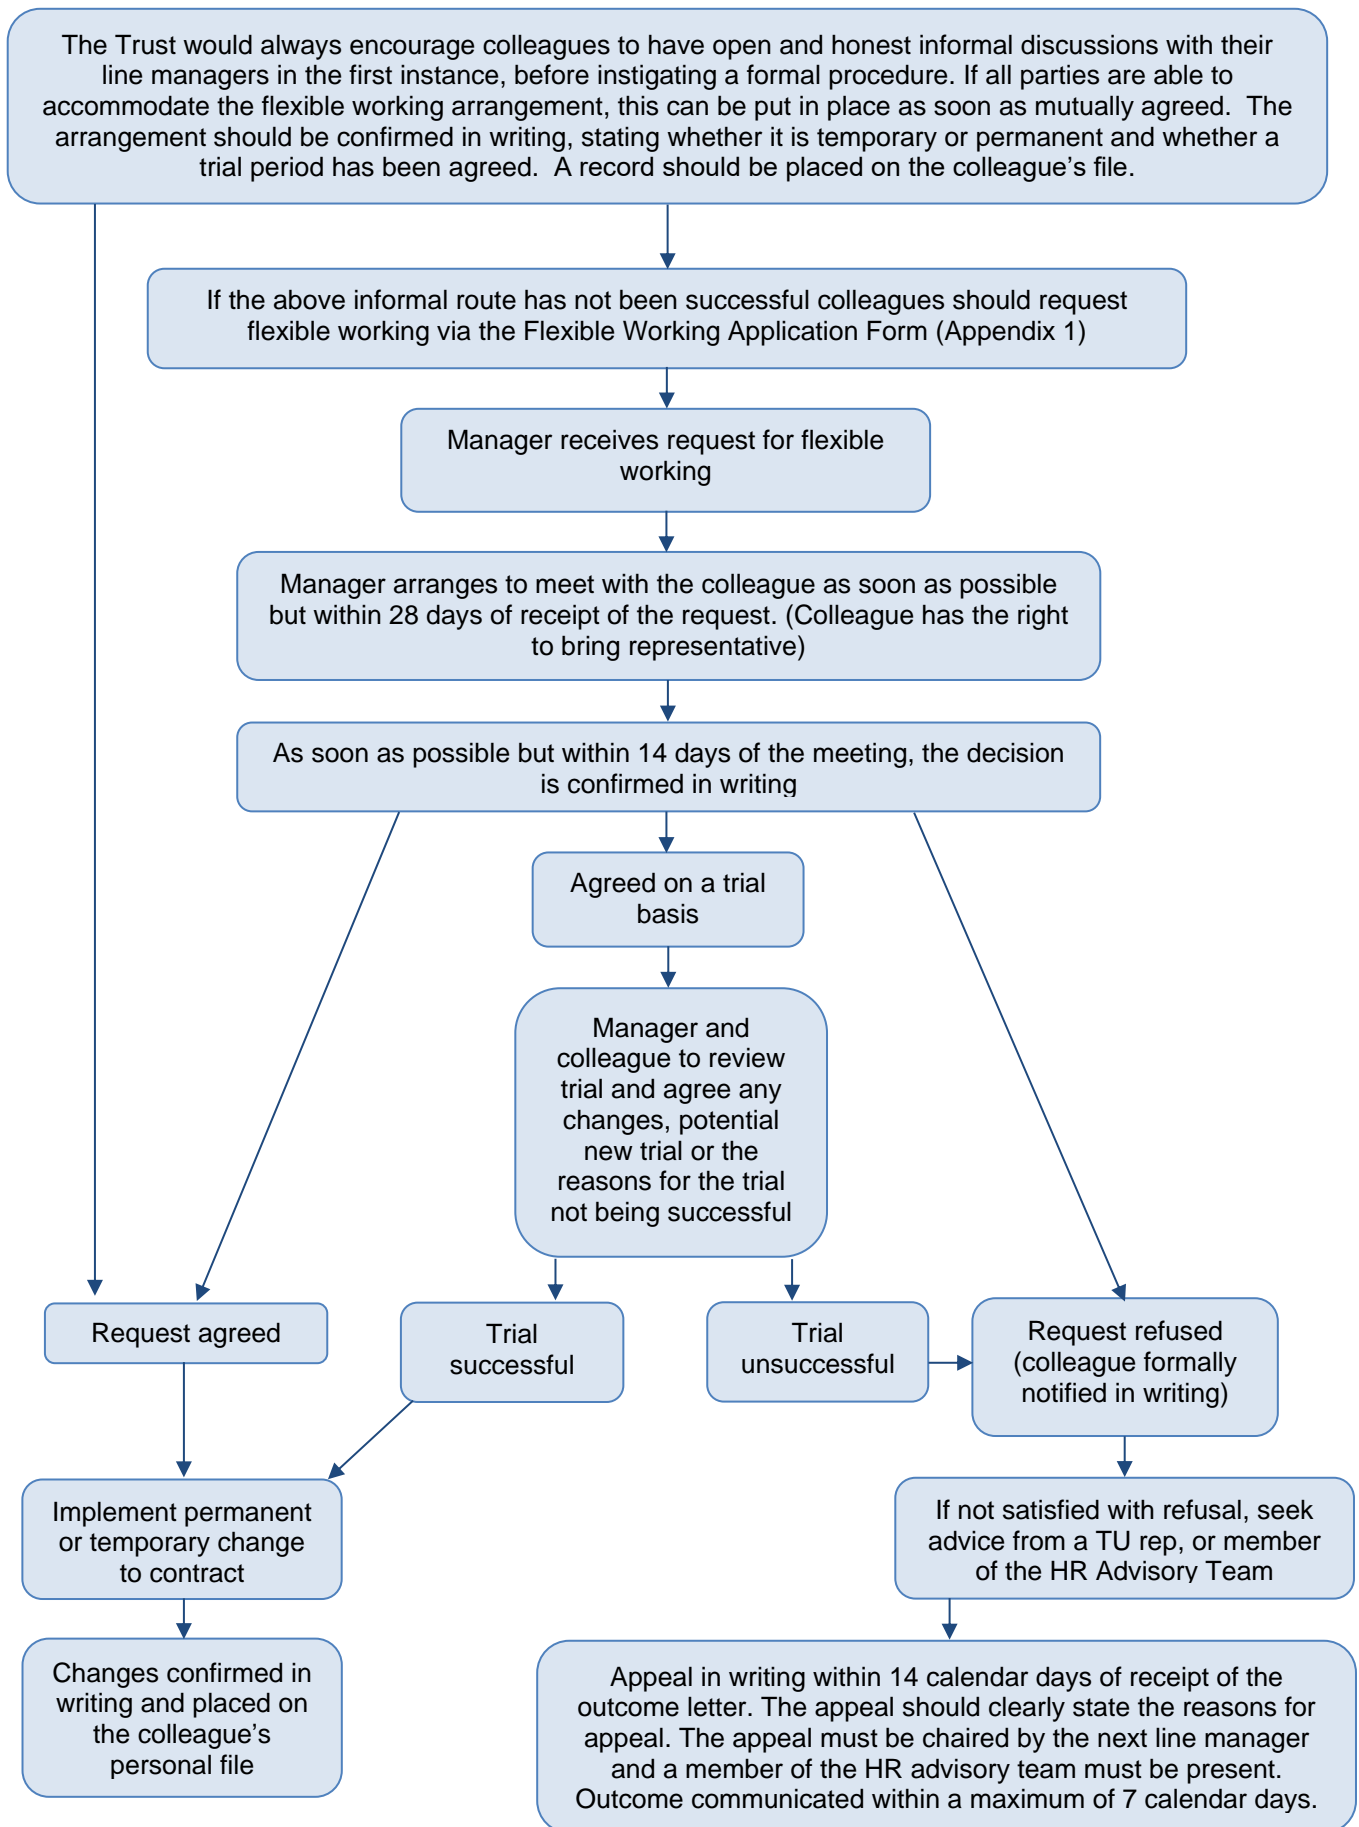 The Trust would always encourage colleagues to have open and honest informal discussions with their
line managers in the first instance, before instigating a formal procedure. If all parties are able to
accommodate the flexible working arrangement, this can be put in place as soon as mutually agreed.  The
arrangement should be confirmed in writing, stating whether it is temporary or permanent and whether a
trial period has been agreed.  A record should be placed on the colleague’s file.
If the above informal route has not been successful colleagues should request
flexible working via the Flexible Working Application Form (Appendix 1)
Manager receives request for flexible
working
Manager arranges to meet with the colleague as soon as possible
but within 28 days of receipt of the request. (Colleague has the right
to bring representative)
As soon as possible but within 14 days of the meeting, the decision
is confirmed in writing
Agreed on a trial
basis
Manager and
colleague to review
trial and agree any
changes, potential
new trial or the
reasons for the trial
not being successful
Request agreed
Trial
successful
Trial
unsuccessful
Request refused
(colleague formally
notified in writing)
Implement permanent
or temporary change
to contract
If not satisfied with refusal, seek
advice from a TU rep, or member
of the HR Advisory Team
Changes confirmed in
writing and placed on
the colleague’s
personal file
Appeal in writing within 14 calendar days of receipt of the
outcome letter. The appeal should clearly state the reasons for
appeal. The appeal must be chaired by the next line manager
and a member of the HR advisory team must be present.
Outcome communicated within a maximum of 7 calendar days.